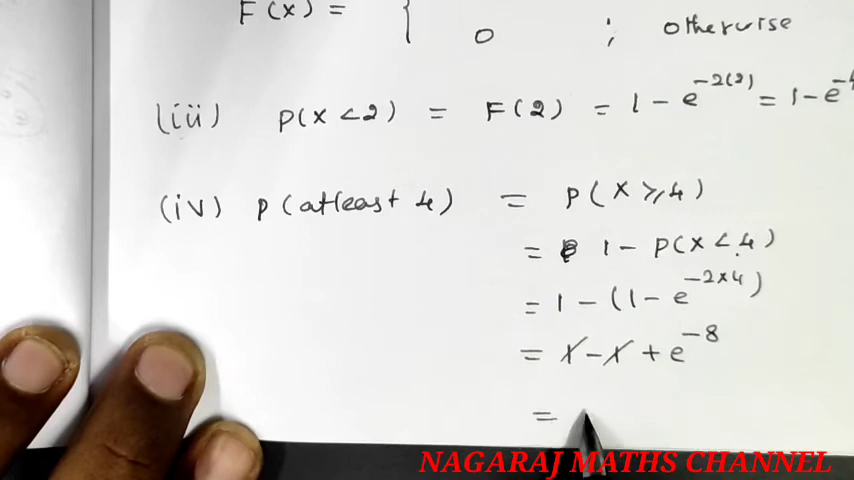 F(x) = { 0 ; otherwise
(iii) P(X < 2) = F(2) = 1 - e^{-2(2)} = 1 - e^{-4}
(iv) P(atleast 4) = P(X ≥ 4)
= 1 - P(X < 4)
= 1 - (1 - e^{-2×4})
= 1 - 1 + e^{-8}
=
NAGARAJ MATHS CHANNEL